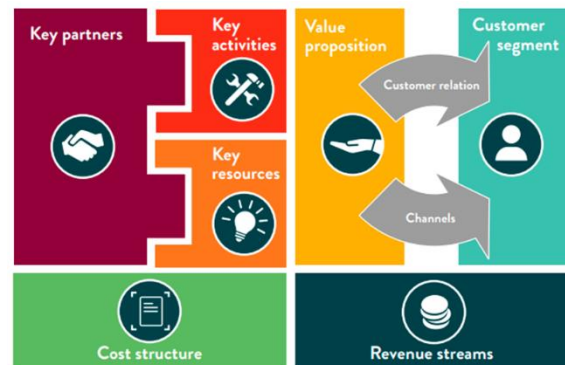 Key partners
Key
activities
Key
resources
Value
proposition
Customer relation
Channels
Customer
segment
Cost structure
Revenue streams